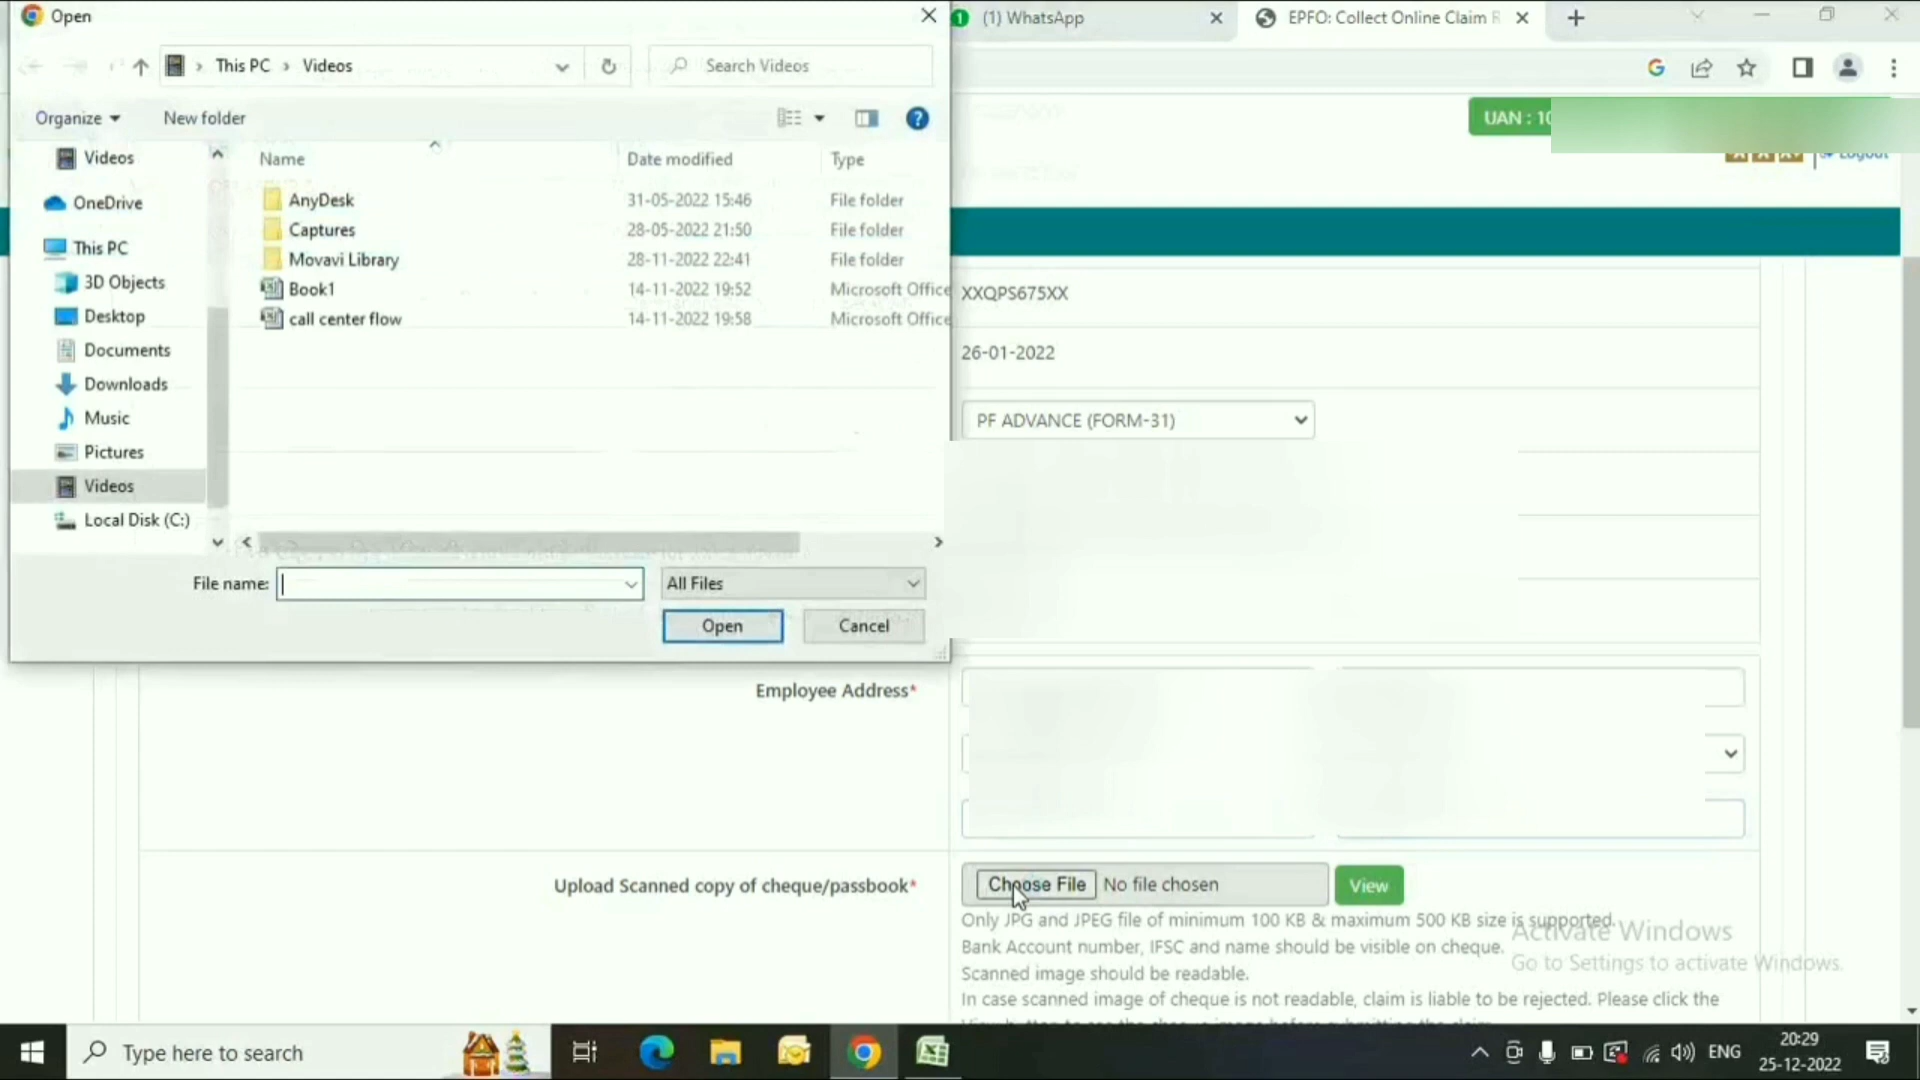 Open
(1) WhatsApp
EPFO: Collect Online Claim R
This PC › Videos
Search Videos
Organize
New folder
UAN : 10
Logout
Videos
OneDrive
This PC
3D Objects
Desktop
Documents
Downloads
Music
Pictures
Videos
Local Disk (C:)
Name Date modified Type
AnyDesk 31-05-2022 15:46 File folder
Captures 28-05-2022 21:50 File folder
Movavi Library 28-11-2022 22:41 File folder
Book1 14-11-2022 19:52 Microsoft Office
call center flow 14-11-2022 19:58 Microsoft Office
File name:
All Files
Open
Cancel
XXQPS675XX
26-01-2022
PF ADVANCE (FORM-31)
Employee Address*
Upload Scanned copy of cheque/passbook*
Choose File No file chosen
View
Only JPG and JPEG file of minimum 100 KB & maximum 500 KB size is supported.
Bank Account number, IFSC and name should be visible on cheque.
Scanned image should be readable.
In case scanned image of cheque is not readable, claim is liable to be rejected. Please click the
Activate Windows
Go to Settings to activate Windows.
Type here to search
ENG
20:29
25-12-2022